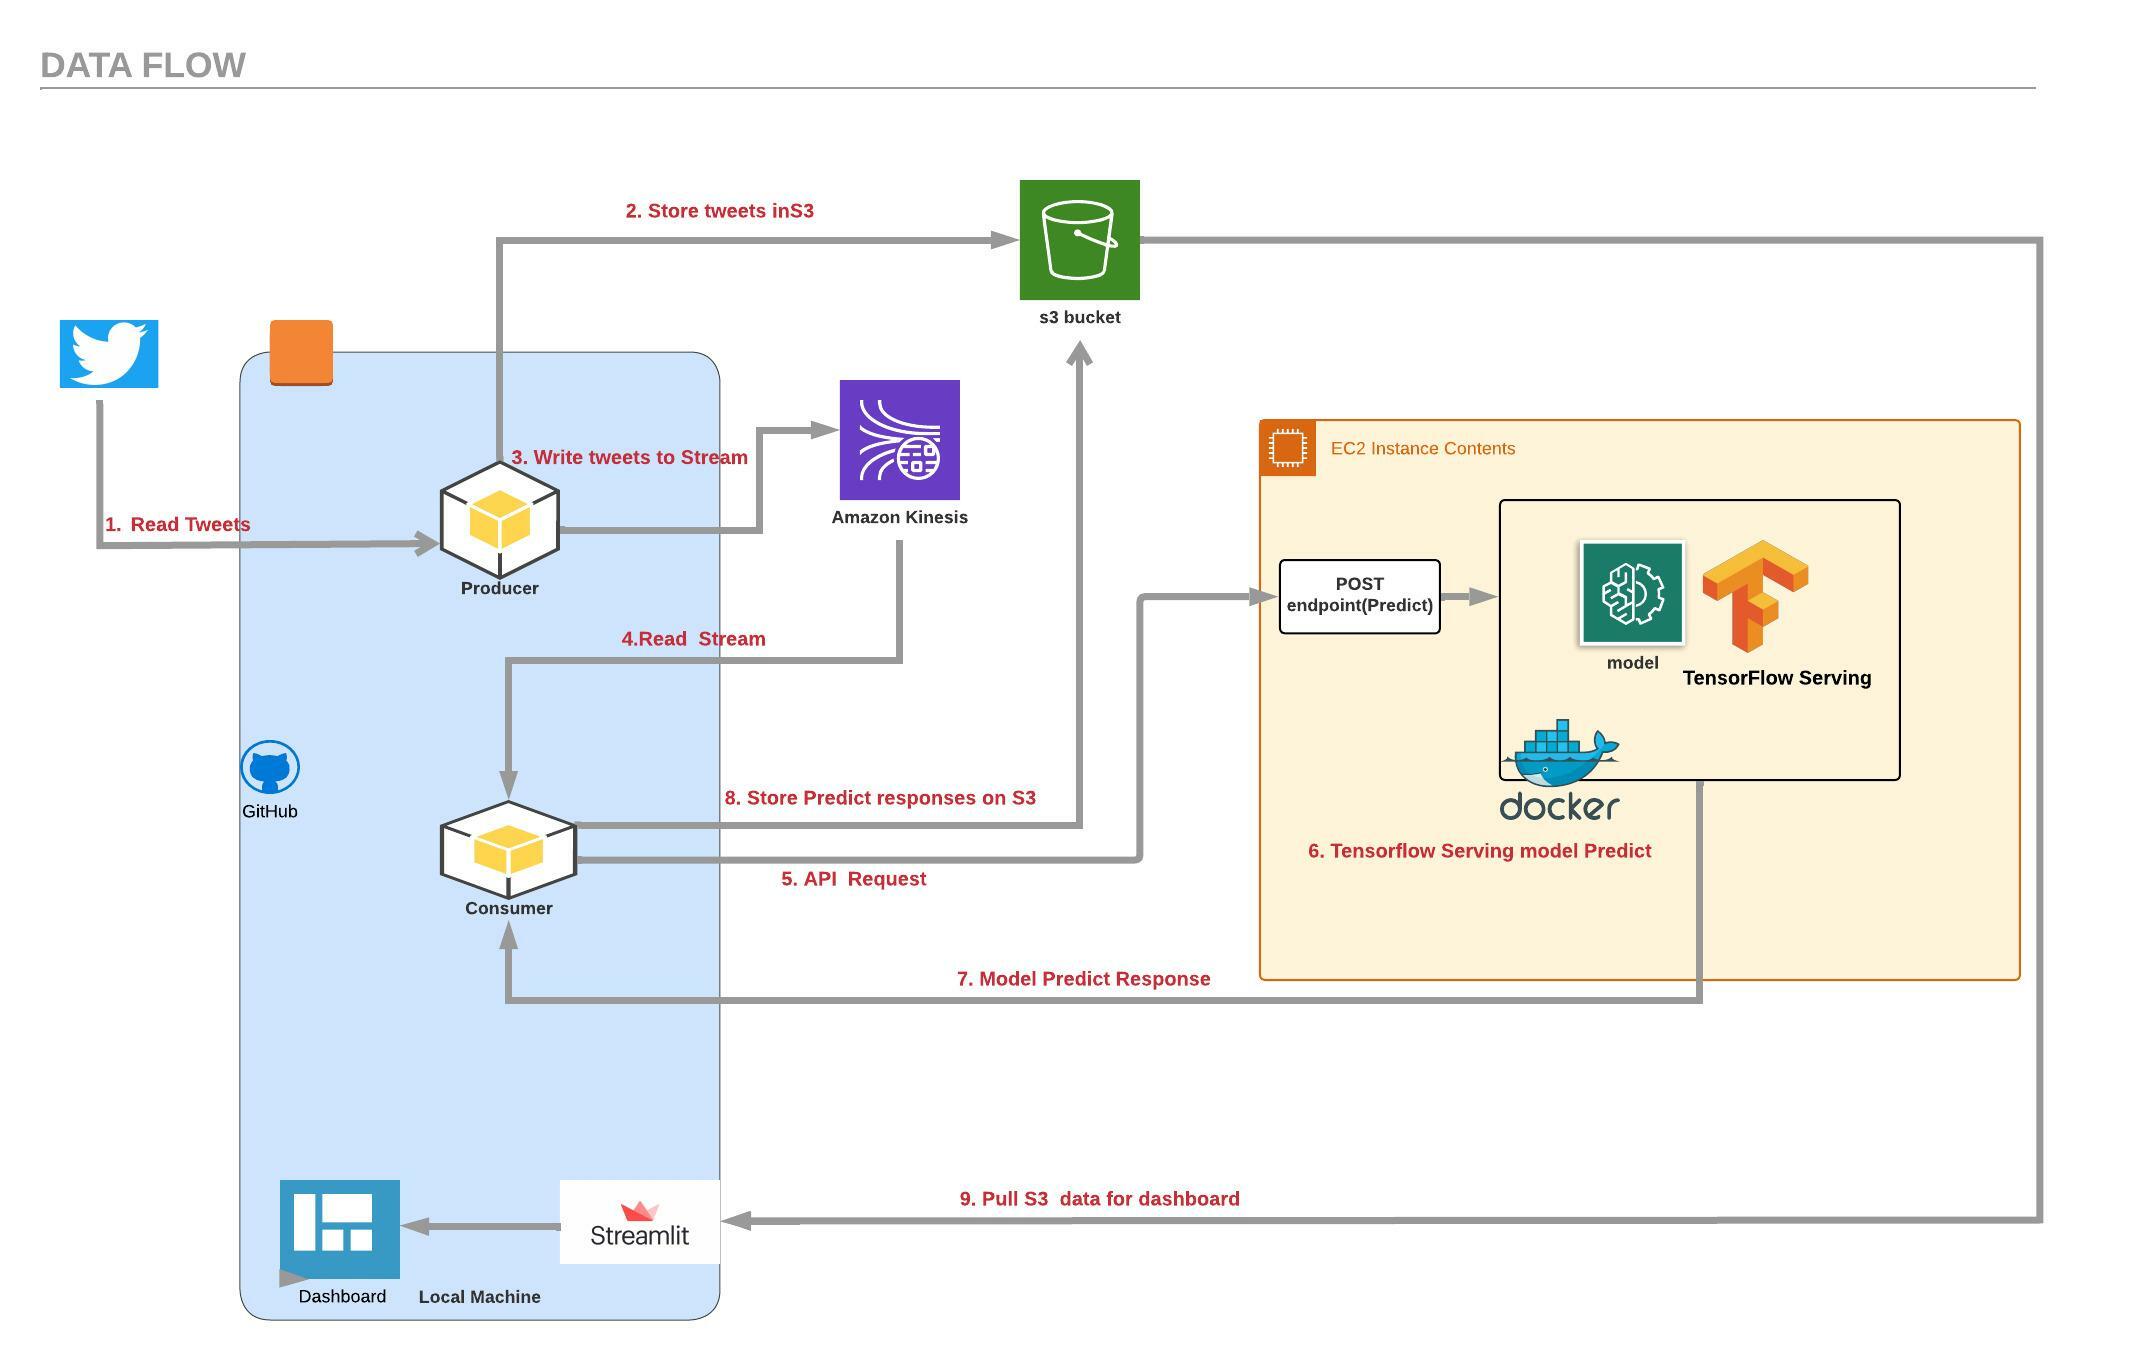 DATA FLOW
2. Store tweets inS3
s3 bucket
3. Write tweets to Stream
EC2 Instance Contents
Amazon Kinesis
1. Read Tweets
Producer
POST
endpoint(Predict)
4.Read Stream
model
TensorFlow Serving
GitHub
8. Store Predict responses on S3
docker
6. Tensorflow Serving model Predict
5. API Request
Consumer
7. Model Predict Response
9. Pull S3 data for dashboard
Streamlit
Dashboard
Local Machine